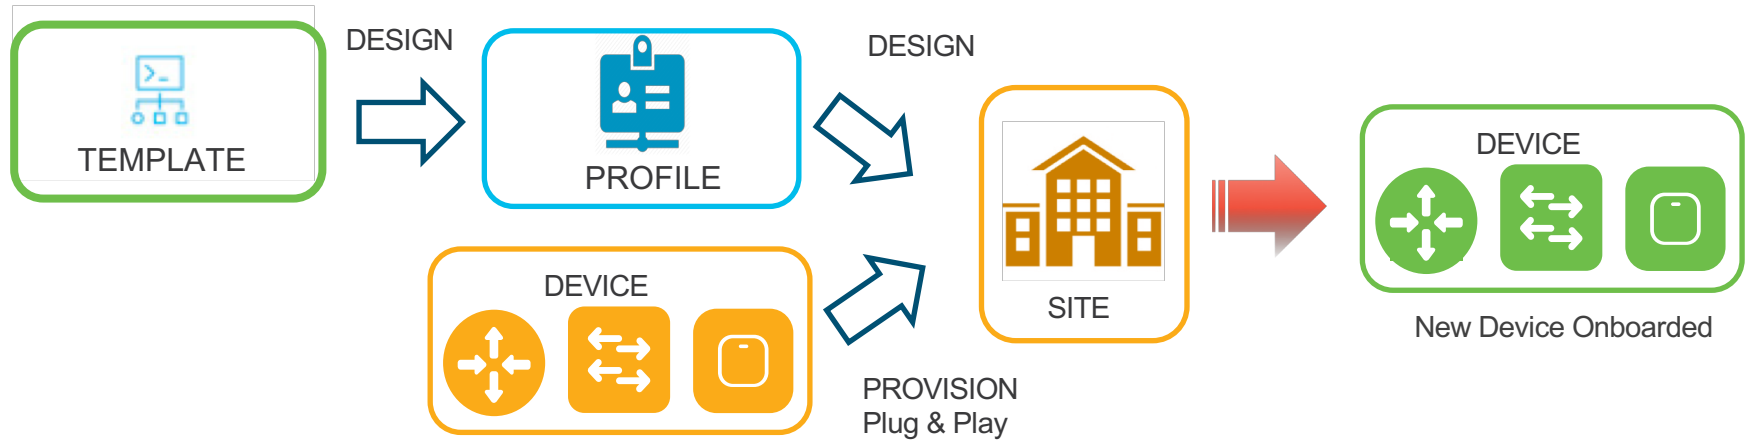 DESIGN
DESIGN
TEMPLATE
PROFILE
DEVICE
SITE
DEVICE
New Device Onboarded
PROVISION
Plug & Play